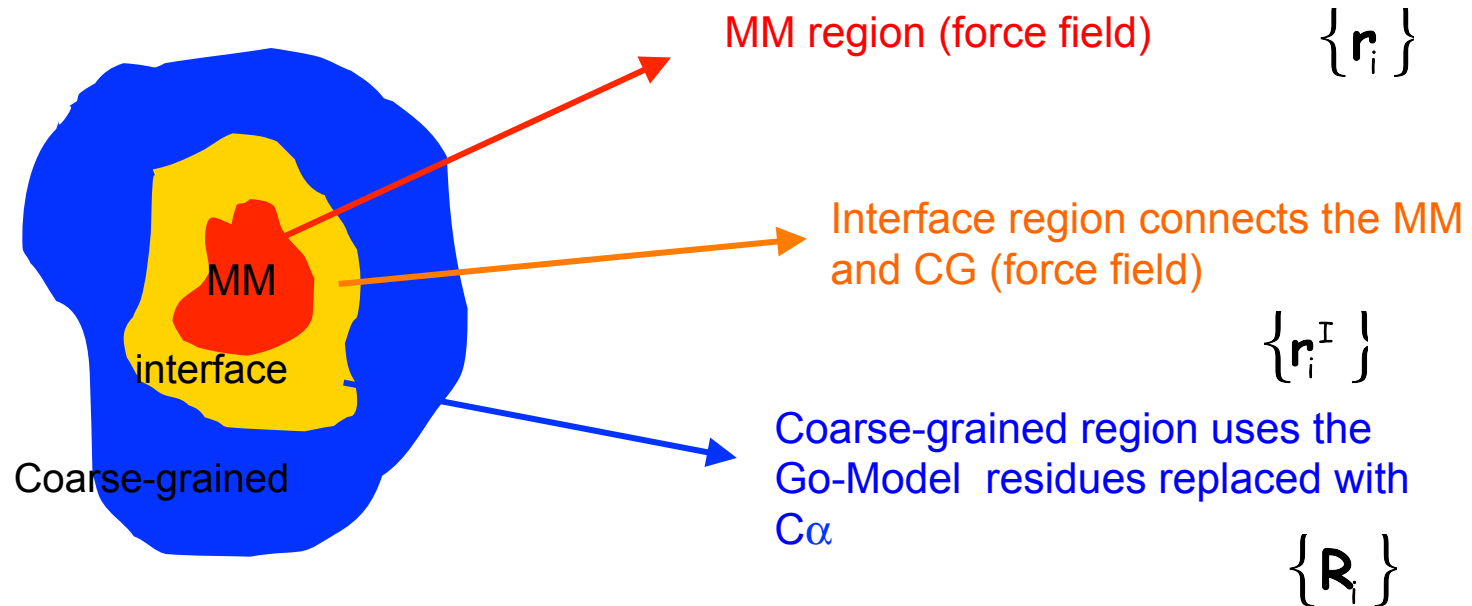 MM region (force field)
{r_i}
MM
Interface region connects the MM
and CG (force field)
{r_i^I}
interface
Coarse-grained region uses the
Go-Model residues replaced with
Cα
Coarse-grained
{R_i}